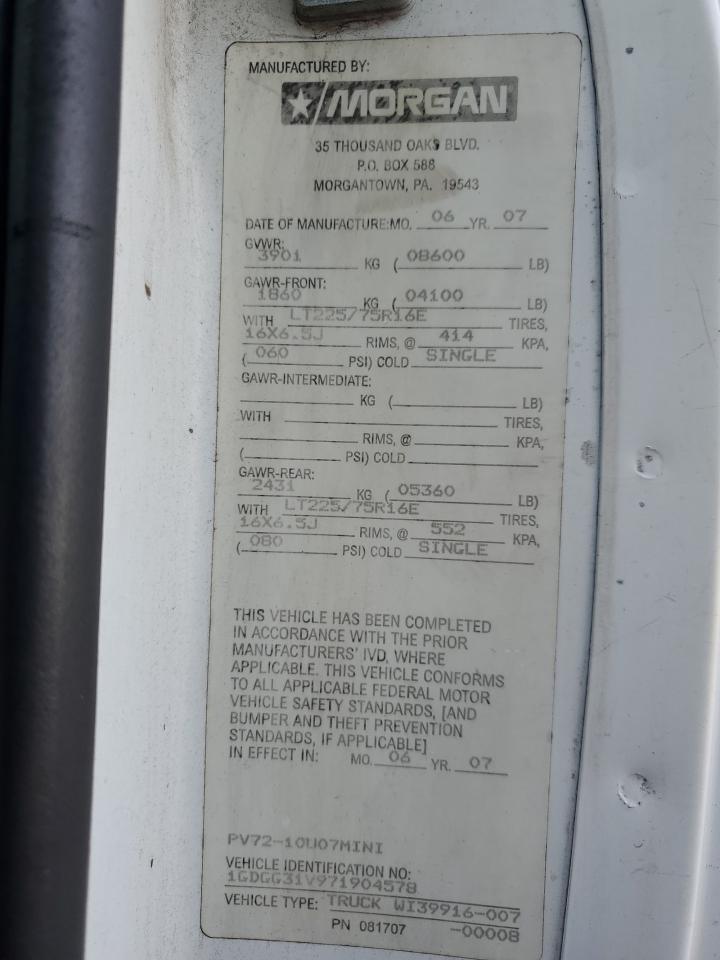 MANUFACTURED BY:
MORGAN
35 THOUSAND OAKS BLVD.
P.O. BOX 588
MORGANTOWN, PA. 19543
DATE OF MANUFACTURE:MO. 06 YR. 07
GVWR:
3901 KG ( 08600 LB)
GAWR-FRONT:
1860 KG ( 04100 LB)
WITH LT225/75R16E TIRES,
16X6.5J RIMS, @ 414 KPA,
( 060 PSI) COLD SINGLE
GAWR-INTERMEDIATE:
KG ( LB)
WITH TIRES,
RIMS, @ KPA,
( PSI) COLD
GAWR-REAR:
2431 KG ( 05360 LB)
WITH LT225/75R16E TIRES,
16X6.5J RIMS, @ 552 KPA,
( 080 PSI) COLD SINGLE
THIS VEHICLE HAS BEEN COMPLETED
IN ACCORDANCE WITH THE PRIOR
MANUFACTURERS' IVD, WHERE
APPLICABLE. THIS VEHICLE CONFORMS
TO ALL APPLICABLE FEDERAL MOTOR
VEHICLE SAFETY STANDARDS, [AND
BUMPER AND THEFT PREVENTION
STANDARDS, IF APPLICABLE]
IN EFFECT IN: MO. 06 YR. 07
PV72-10U07MINI
VEHICLE IDENTIFICATION NO:
1GDGG31V971904578
VEHICLE TYPE: TRUCK WI39916-007
PN 081707 -00008